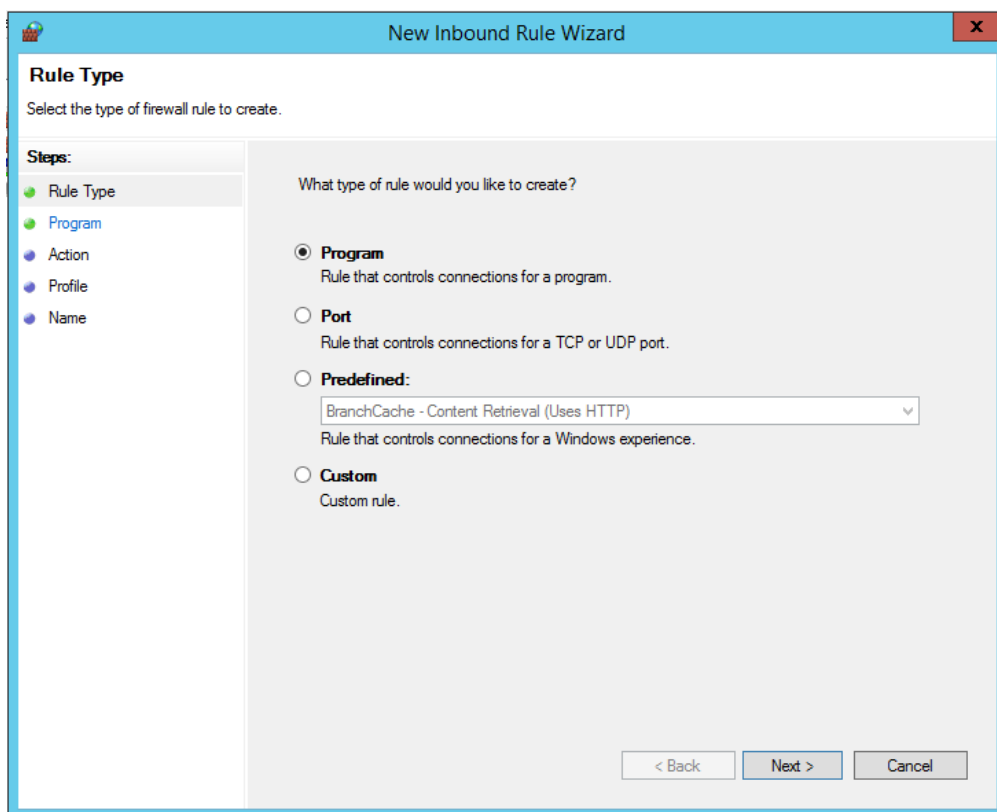 New Inbound Rule Wizard
x
Rule Type
Select the type of firewall rule to create.
Steps:
Rule Type
Program
Action
Profile
Name
What type of rule would you like to create?
Program
Rule that controls connections for a program.
Port
Rule that controls connections for a TCP or UDP port.
Predefined:
BranchCache - Content Retrieval (Uses HTTP)
Rule that controls connections for a Windows experience.
Custom
Custom rule.
< Back
Next >
Cancel